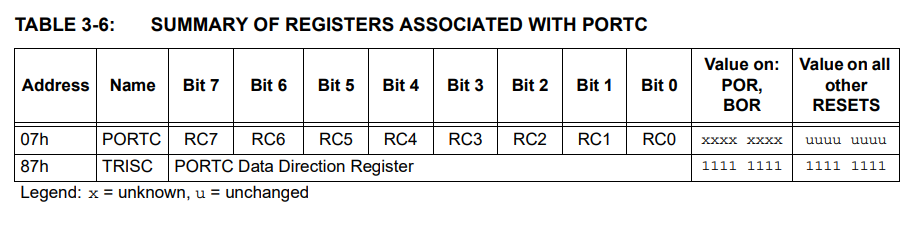 TABLE 3-6: SUMMARY OF REGISTERS ASSOCIATED WITH PORTC
Address Name Bit 7 Bit 6 Bit 5 Bit 4 Bit 3 Bit 2 Bit 1 Bit 0 Value on: POR, BOR Value on all other RESETS
07h PORTC RC7 RC6 RC5 RC4 RC3 RC2 RC1 RC0 xxxx xxxx uuuu uuuu
87h TRISC PORTC Data Direction Register 1111 1111 1111 1111
Legend: x = unknown, u = unchanged